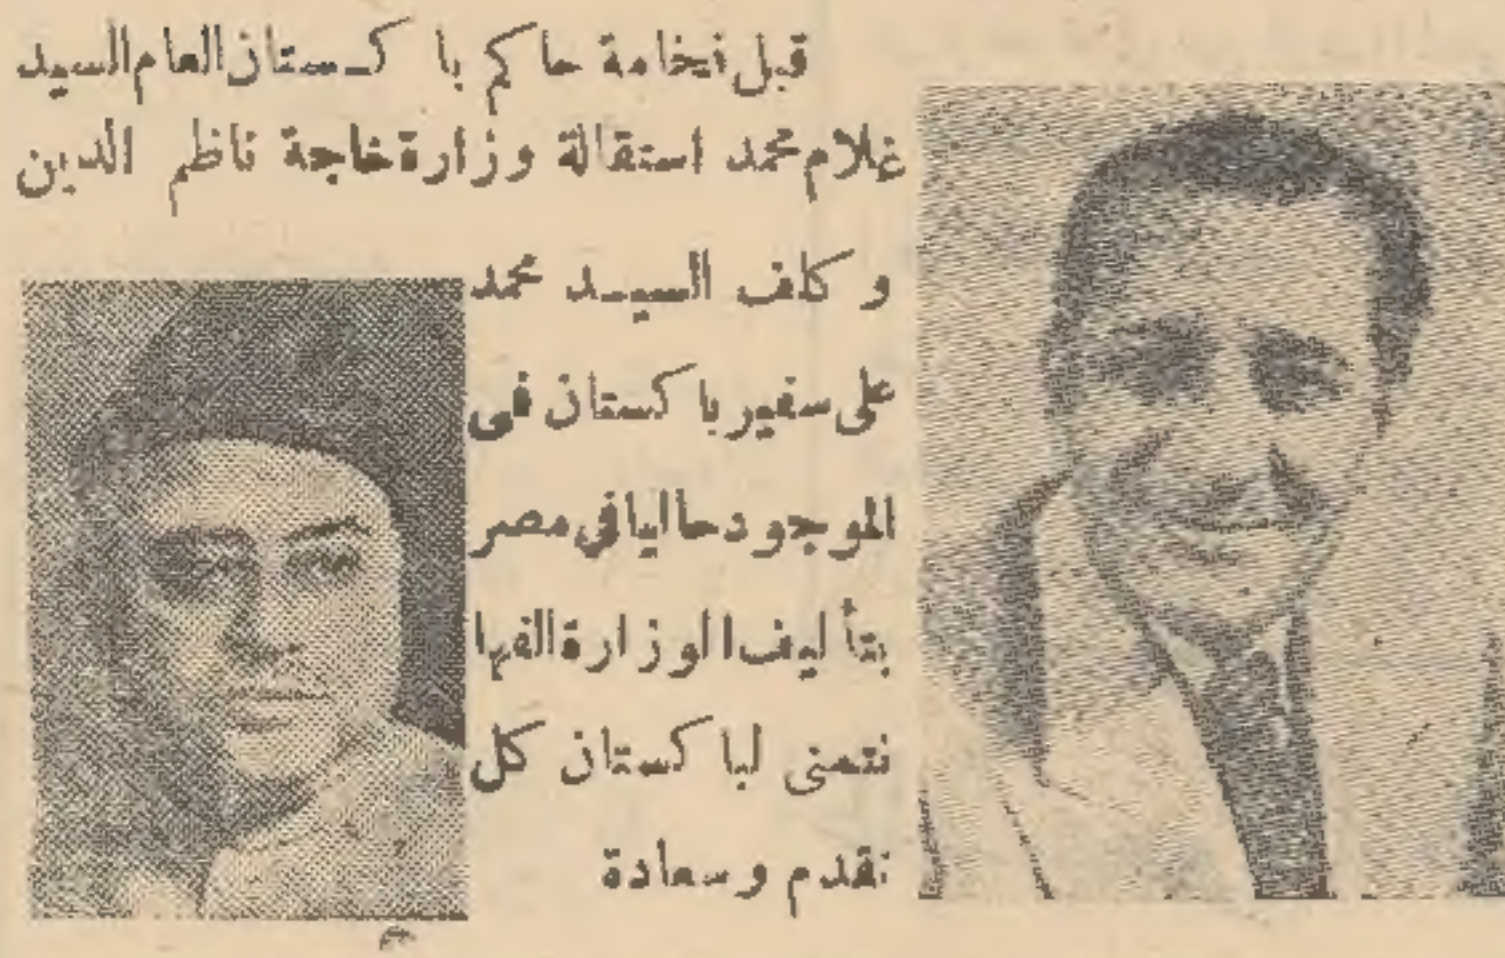 قبل فخامة حاكم باكستان العام السيد
غلام محمد استقالة وزارة خاجة ناظم الدين
وكلف السيد محمد
على سفير باكستان فى
الموجود حاليا في مصر
بتأليف الوزارة الفها
نتمنى لباكستان كل
تقدم وسعادة